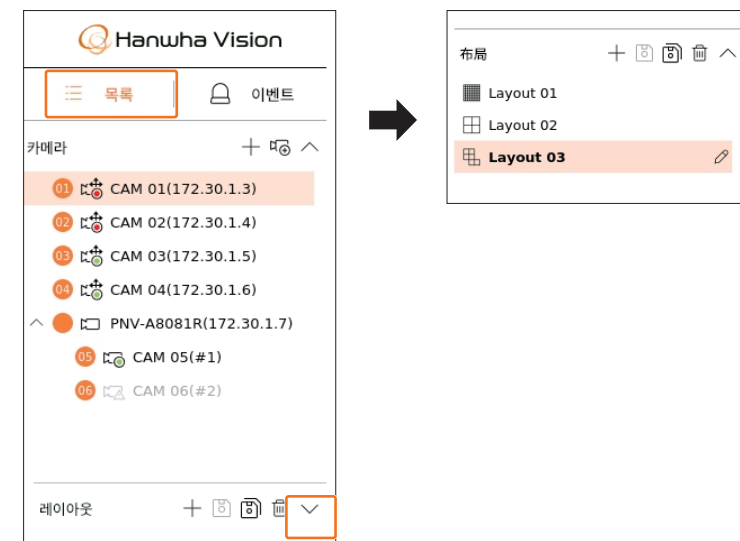 Hanwha Vision
목록
이벤트
카메라
01 CAM 01(172.30.1.3)
02 CAM 02(172.30.1.4)
03 CAM 03(172.30.1.5)
04 CAM 04(172.30.1.6)
PNV-A8081R(172.30.1.7)
05 CAM 05(#1)
06 CAM 06(#2)
레이아웃
布局
Layout 01
Layout 02
Layout 03